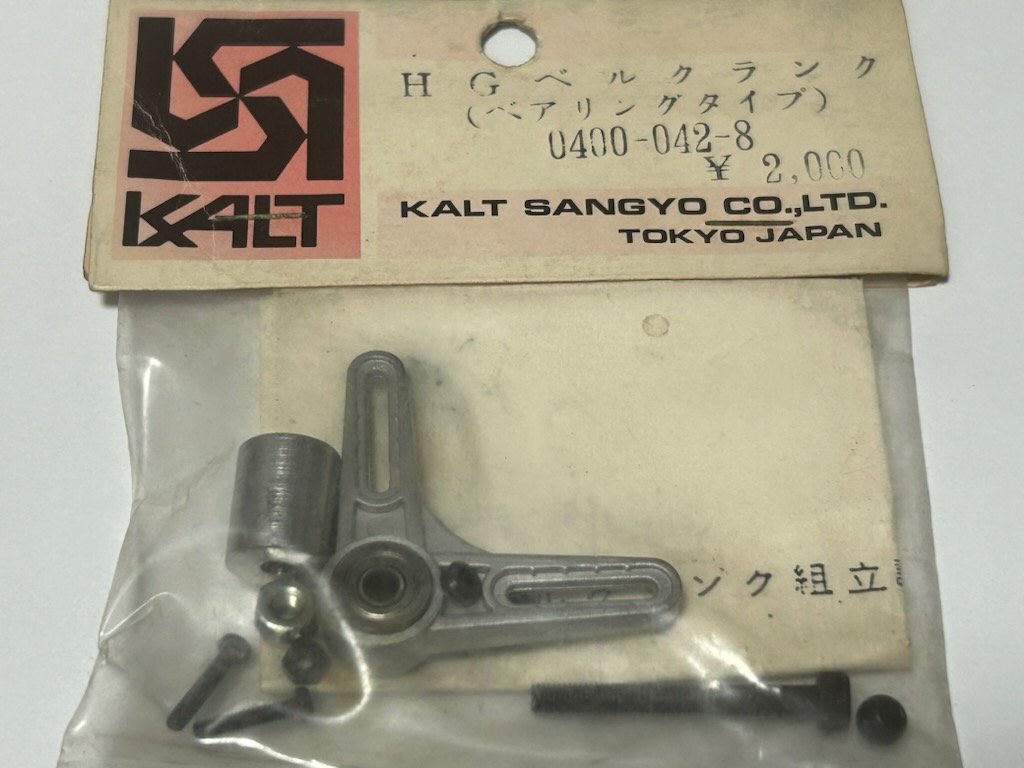 KALT
HGベルクランク
(ベアリングタイプ)
0400-042-8
¥2,000
KALT SANGYO CO.,LTD.
TOKYO JAPAN
ンク組立